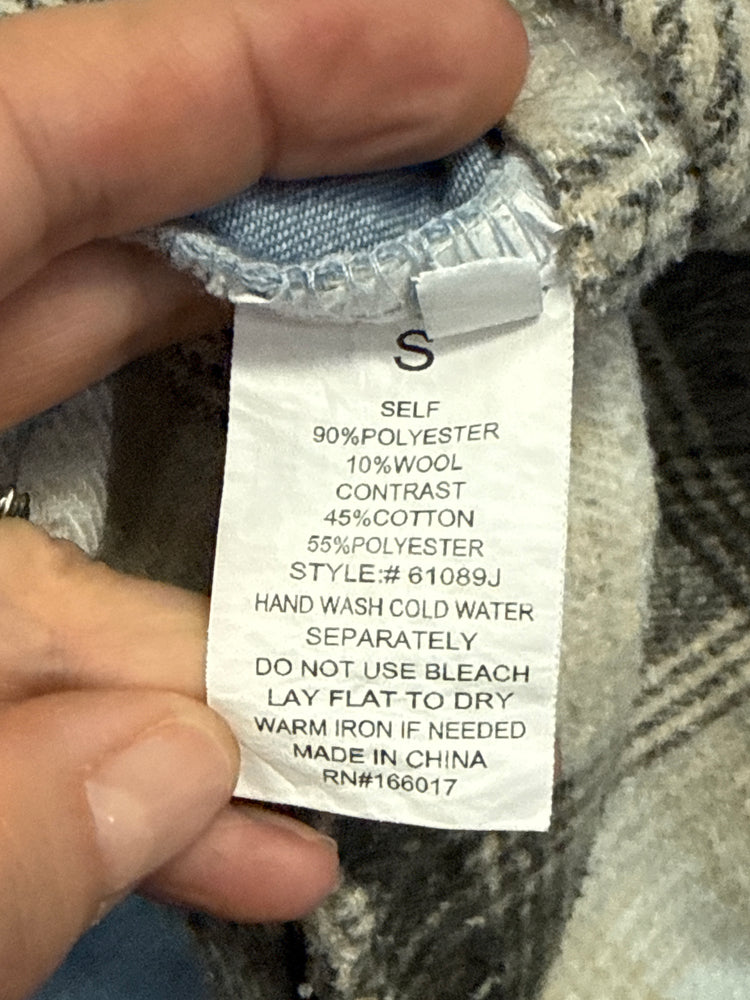 S
SELF
90%POLYESTER
10%WOOL
CONTRAST
45%COTTON
55%POLYESTER
STYLE:# 61089J
HAND WASH COLD WATER
SEPARATELY
DO NOT USE BLEACH
LAY FLAT TO DRY
WARM IRON IF NEEDED
MADE IN CHINA
RN#166017